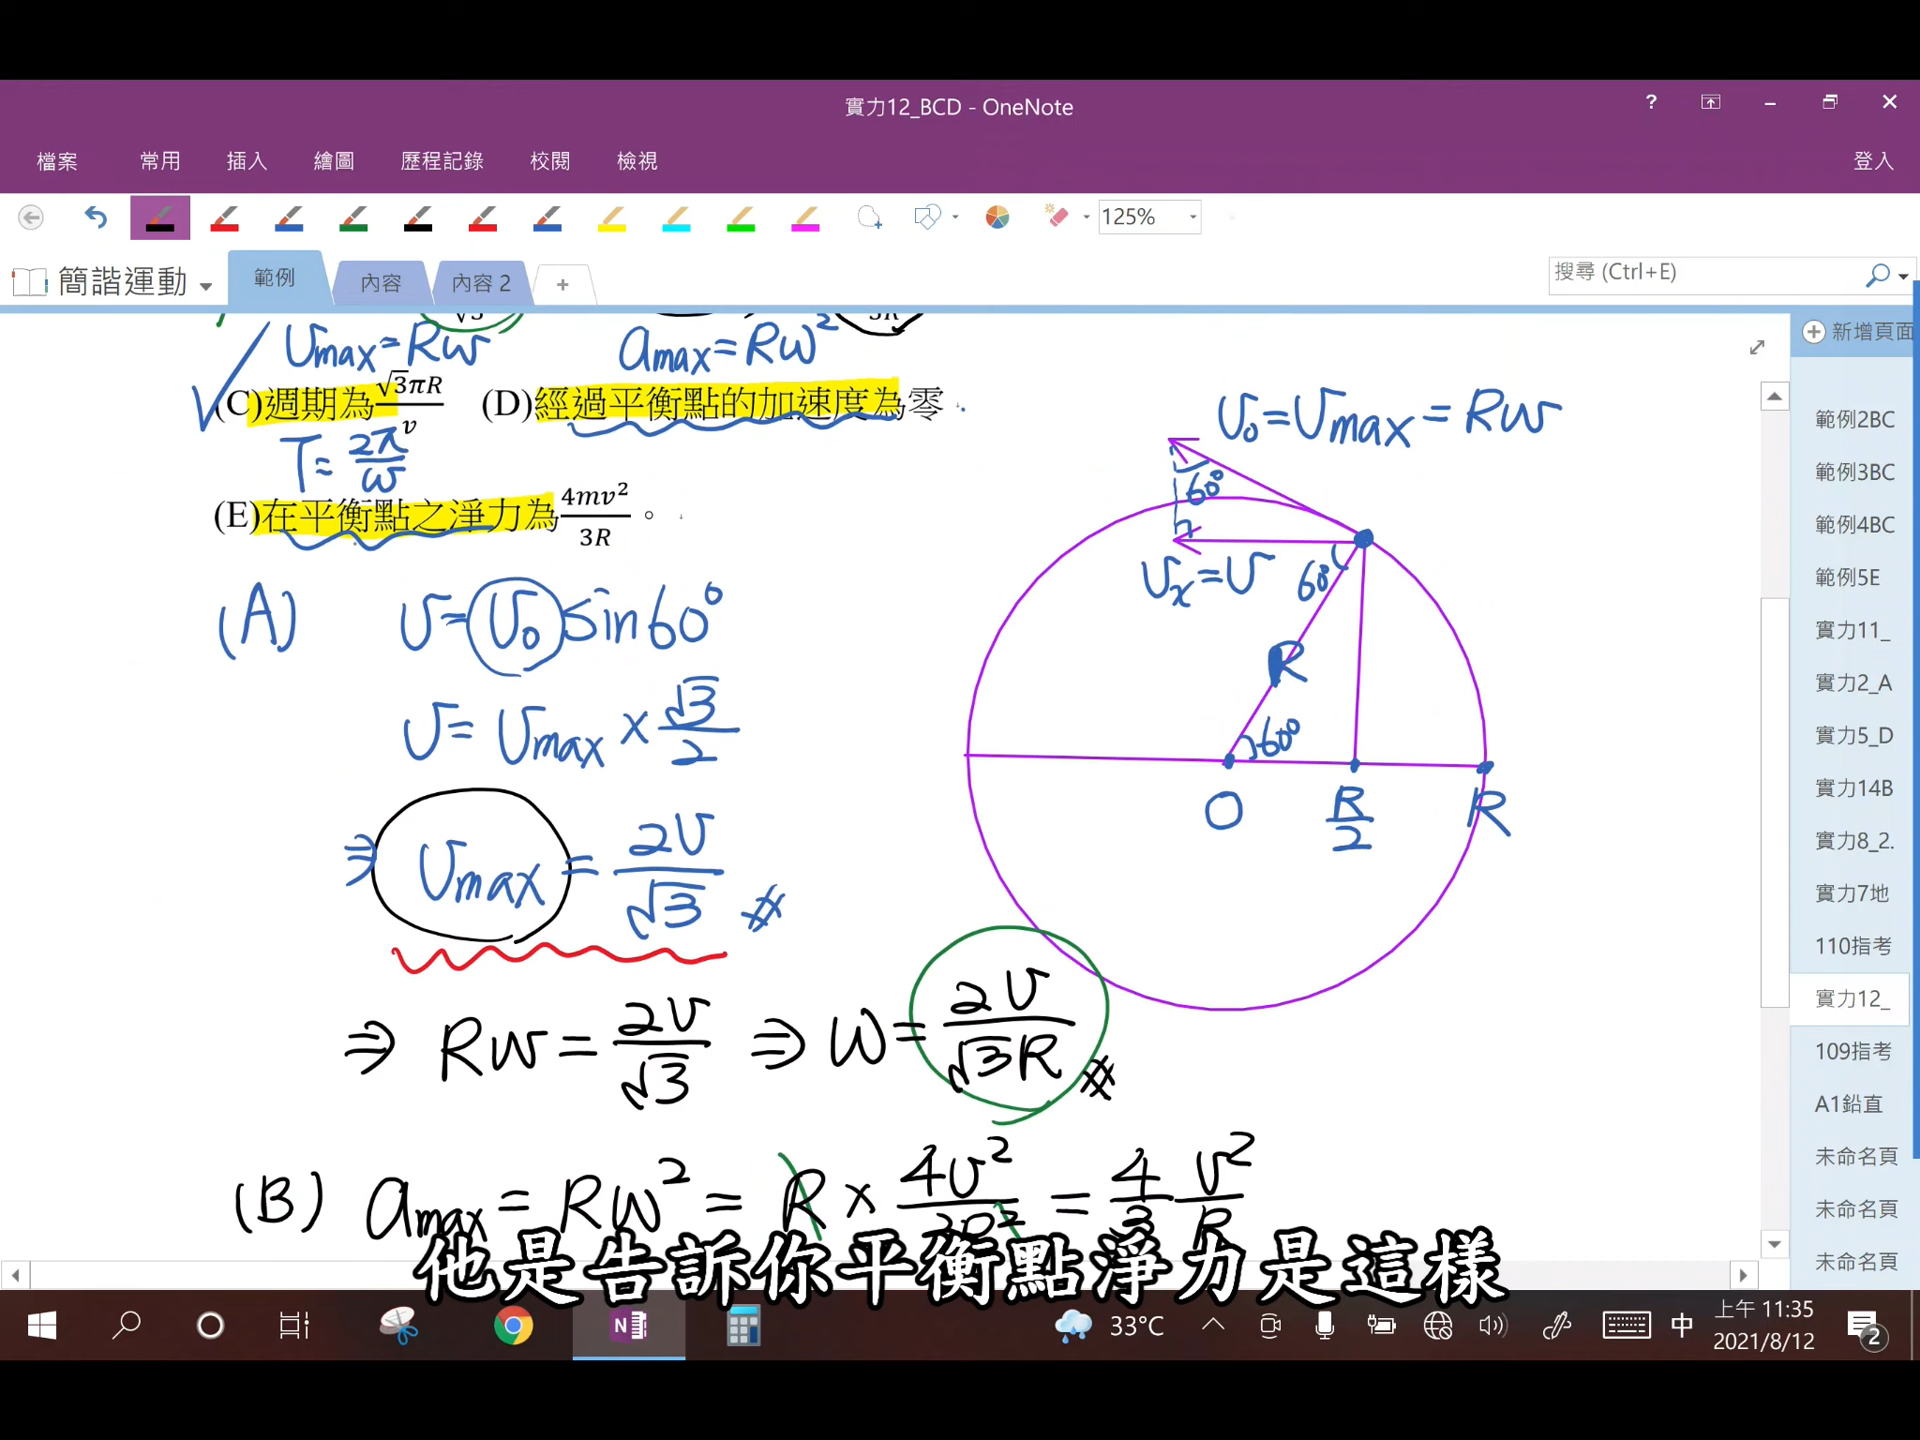 實力12_BCD - OneNote
?
檔案 常用 插入 繪圖 歷程記錄 校閱 檢視 登入
125%
簡諧運動 範例 內容 內容 2 + 搜尋 (Ctrl+E)
新增頁面
範例2BC
範例3BC
範例4BC
範例5E
實力11_
實力2_A
實力5_D
實力14B
實力8_2.
實力7地
110指考
實力12_
109指考
A1鉛直
未命名頁
未命名頁
未命名頁
Vmax=Rω amax=Rω²
(C)週期為√3πR/v (D)經過平衡點的加速度為零
T=2π/ω
(E)在平衡點之淨力為4mv²/3R。
V₀=Vmax=Rω
60°
Vx=V 60°
R
60°
O R/2 R
(A) V=V₀sin60°
V=Vmax×√3/2
⇒ Vmax=2V/√3 #
⇒ Rω=2V/√3 ⇒ ω=2V/√3R #
(B) amax=Rω²=R×4V²/3R²=4/3 V²/R
他是告訴你平衡點淨力是這樣
33°C 中 上午 11:35
2021/8/12 2